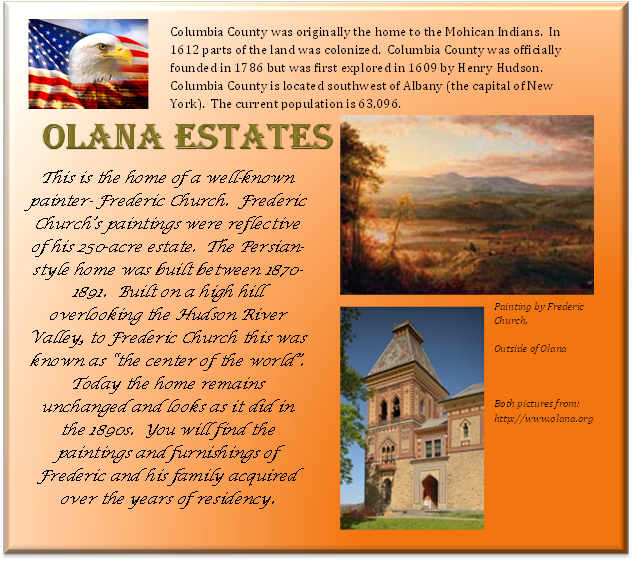 Columbia County was originally the home to the Mohican Indians. In
1612 parts of the land was colonized. Columbia County was officially
founded in 1786 but was first explored in 1609 by Henry Hudson.
Columbia County is located southwest of Albany (the capital of New
York). The current population is 63,096.
OLANA ESTATES
This is the home of a well-known
painter- Frederic Church. Frederic
Church's paintings were reflective
of his 250-acre estate. The Persian-
style home was built between 1870-
1891. Built on a high hill
overlooking the Hudson River
Valley, to Frederic Church this was
known as "the center of the world".
Today the home remains
unchanged and looks as it did in
the 1890s. You will find the
paintings and furnishings of
Frederic and his family acquired
over the years of residency.
Painting by Frederic
Church,
Outside of Olana
Both pictures from:
http://www.olana.org